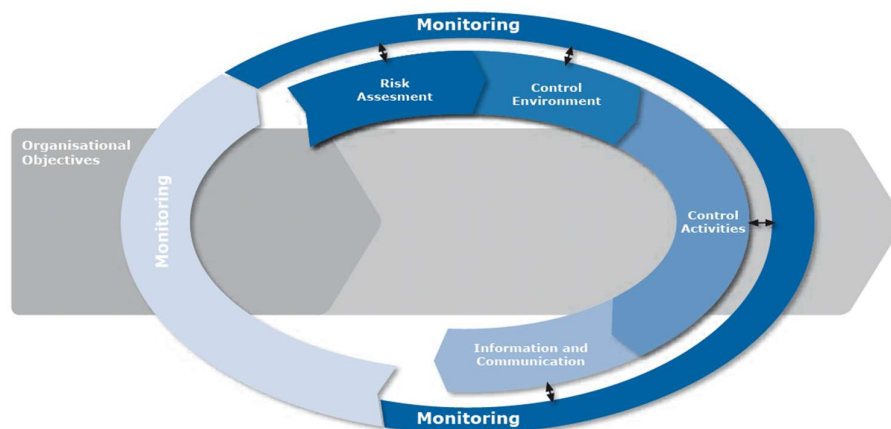 Monitoring
Risk
Assesment
Control
Environment
Organisational
Objectives
Monitoring
Control
Activities
Information and
Communication
Monitoring